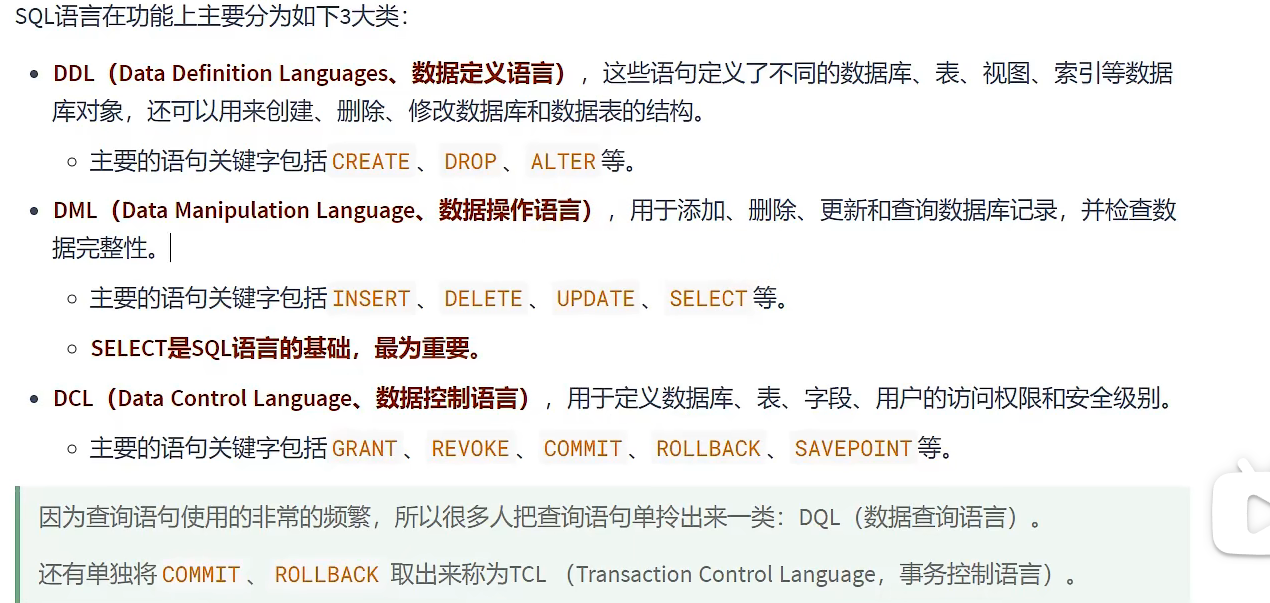 SQL语言在功能上主要分为如下3大类：
DDL（Data Definition Languages、数据定义语言），这些语句定义了不同的数据库、表、视图、索引等数据
库对象，还可以用来创建、删除、修改数据库和数据表的结构。
主要的语句关键字包括 CREATE 、 DROP 、 ALTER 等。
DML（Data Manipulation Language、数据操作语言），用于添加、删除、更新和查询数据库记录，并检查数
据完整性。
主要的语句关键字包括 INSERT 、 DELETE 、 UPDATE 、 SELECT 等。
SELECT是SQL语言的基础，最为重要。
DCL（Data Control Language、数据控制语言），用于定义数据库、表、字段、用户的访问权限和安全级别。
主要的语句关键字包括 GRANT 、 REVOKE 、 COMMIT 、 ROLLBACK 、 SAVEPOINT 等。
因为查询语句使用的非常的频繁，所以很多人把查询语句单拎出来一类：DQL（数据查询语言）。
还有单独将 COMMIT 、 ROLLBACK 取出来称为TCL （Transaction Control Language，事务控制语言）。